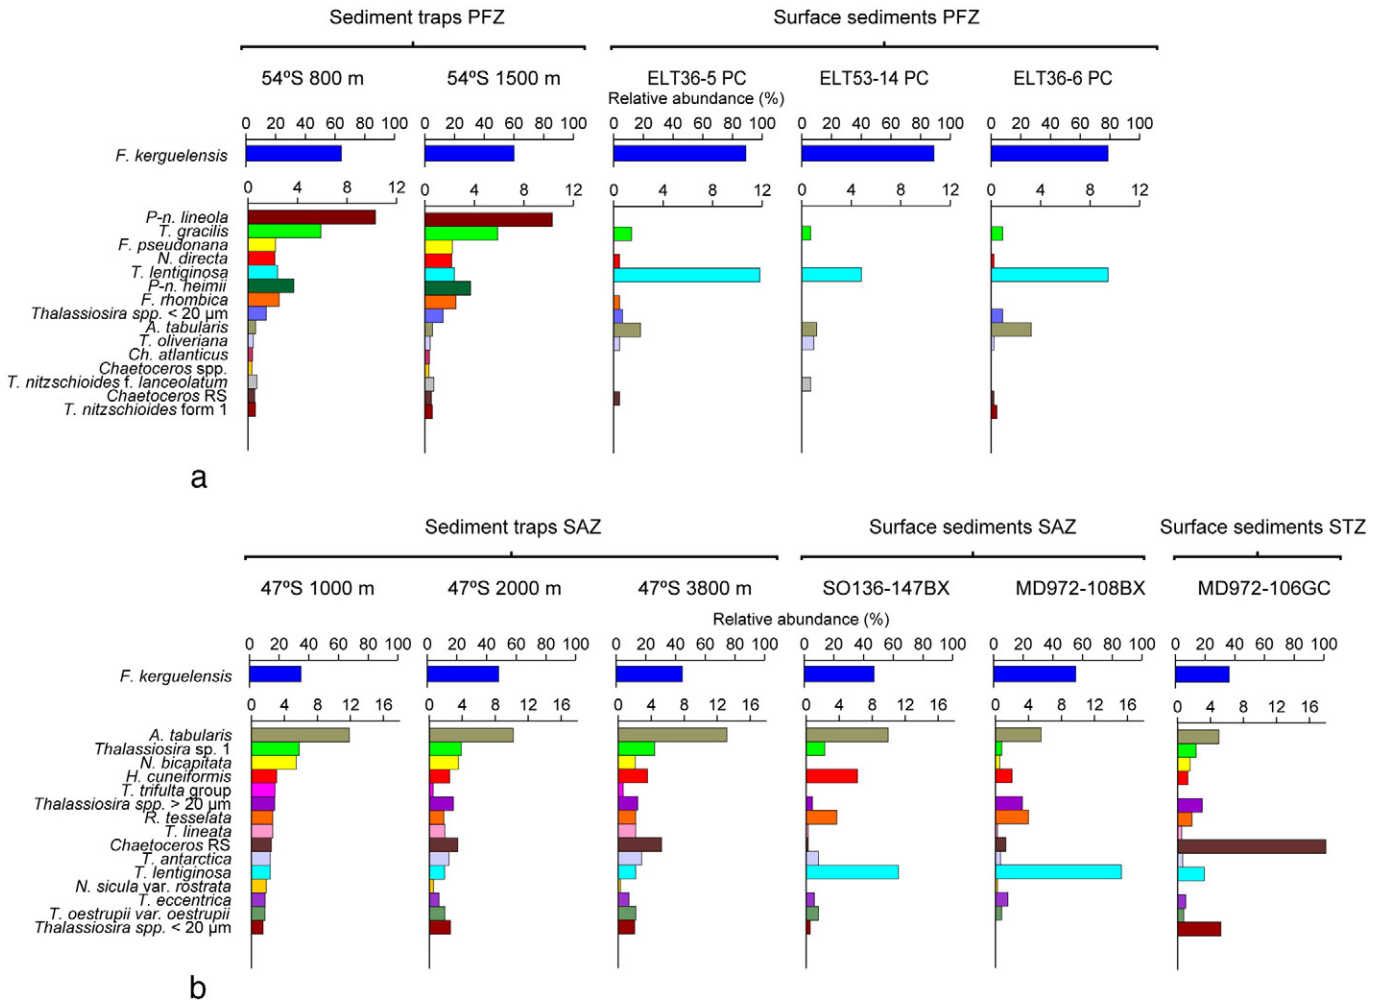 Sediment traps PFZ Surface sediments PFZ
54ºS 800 m 54ºS 1500 m ELT36-5 PC ELT53-14 PC ELT36-6 PC
Relative abundance (%)
0 20 40 60 80 100 0 20 40 60 80 100 0 20 40 60 80 100 0 20 40 60 80 100 0 20 40 60 80 100
F. kerguelensis
0 4 8 12 0 4 8 12 0 4 8 12 0 4 8 12 0 4 8 12
P-n. lineola
T. gracilis
F. pseudonana
N. directa
T. lentiginosa
P-n. heimii
F. rhombica
Thalassiosira spp. < 20 µm
A. tabularis
T. oliveriana
Ch. atlanticus
Chaetoceros spp.
T. nitzschioides f. lanceolatum
Chaetoceros RS
T. nitzschioides form 1
a
Sediment traps SAZ Surface sediments SAZ Surface sediments STZ
47ºS 1000 m 47ºS 2000 m 47ºS 3800 m SO136-147BX MD972-108BX MD972-106GC
Relative abundance (%)
0 20 40 60 80 100 0 20 40 60 80 100 0 20 40 60 80 100 0 20 40 60 80 100 0 20 40 60 80 100 0 20 40 60 80 100
F. kerguelensis
0 4 8 12 16 0 4 8 12 16 0 4 8 12 16 0 4 8 12 16 0 4 8 12 16 0 4 8 12 16
A. tabularis
Thalassiosira sp. 1
N. bicapitata
H. cuneiformis
T. trifulta group
Thalassiosira spp. > 20 µm
R. tesselata
T. lineata
Chaetoceros RS
T. antarctica
T. lentiginosa
N. sicula var. rostrata
T. eccentrica
T. oestrupii var. oestrupii
Thalassiosira spp. < 20 µm
b